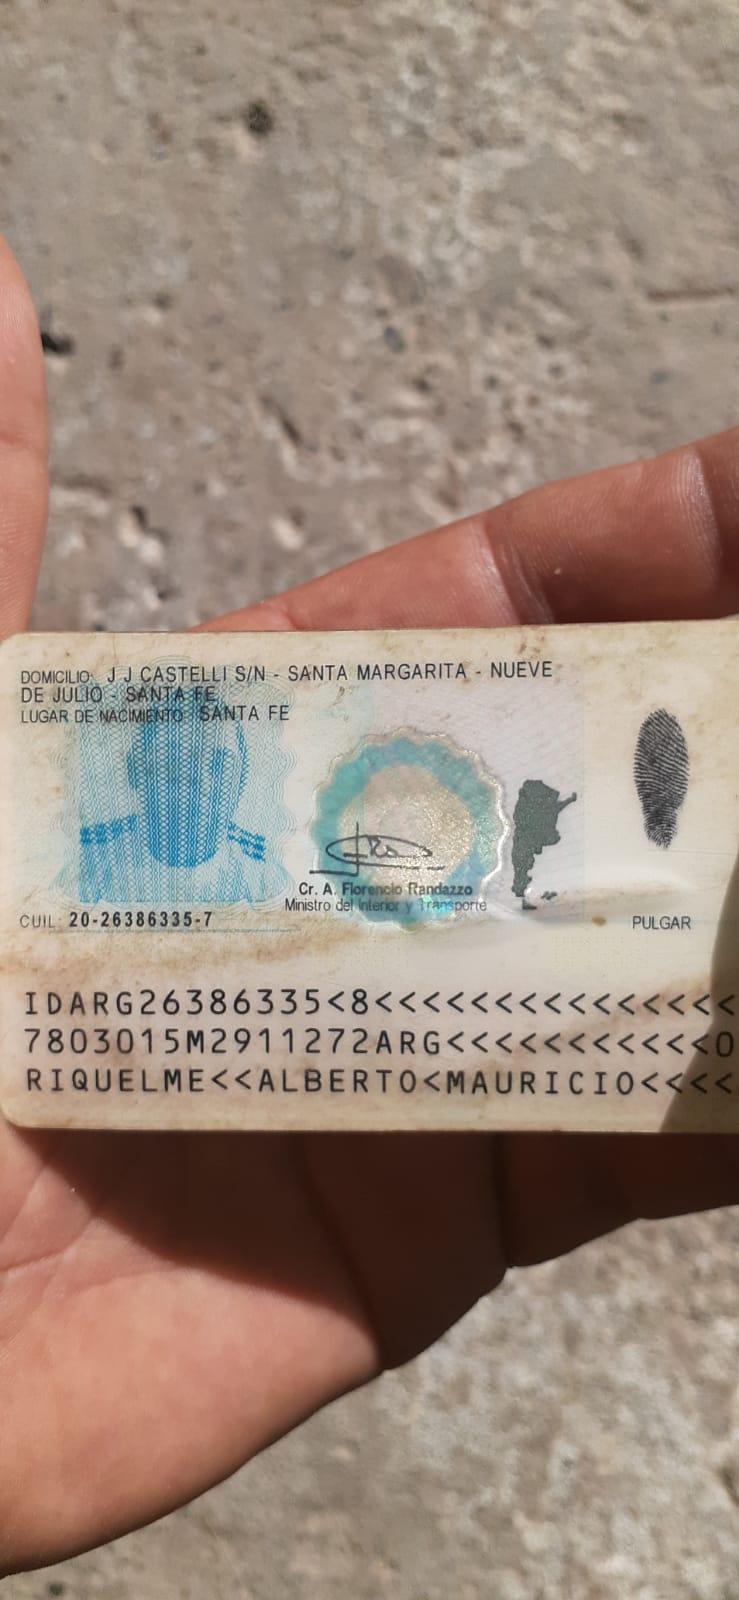 DOMICILIO: J J CASTELLI S/N - SANTA MARGARITA - NUEVE
DE JULIO - SANTA FE
LUGAR DE NACIMIENTO: SANTA FE
Cr. A. Florencio Randazzo
Ministro del Interior y Transporte
CUIL: 20-26386335-7
PULGAR
IDARG26386335<8<<<<<<<<<<<<<<<
7803015M2911272ARG<<<<<<<<<<<0
RIQUELME<<ALBERTO<MAURICIO<<<<